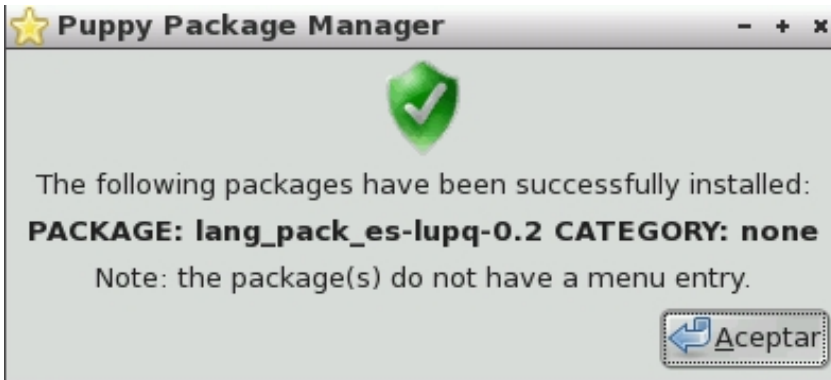 Puppy Package Manager
The following packages have been successfully installed:
PACKAGE: lang_pack_es-lupq-0.2 CATEGORY: none
Note: the package(s) do not have a menu entry.
Aceptar